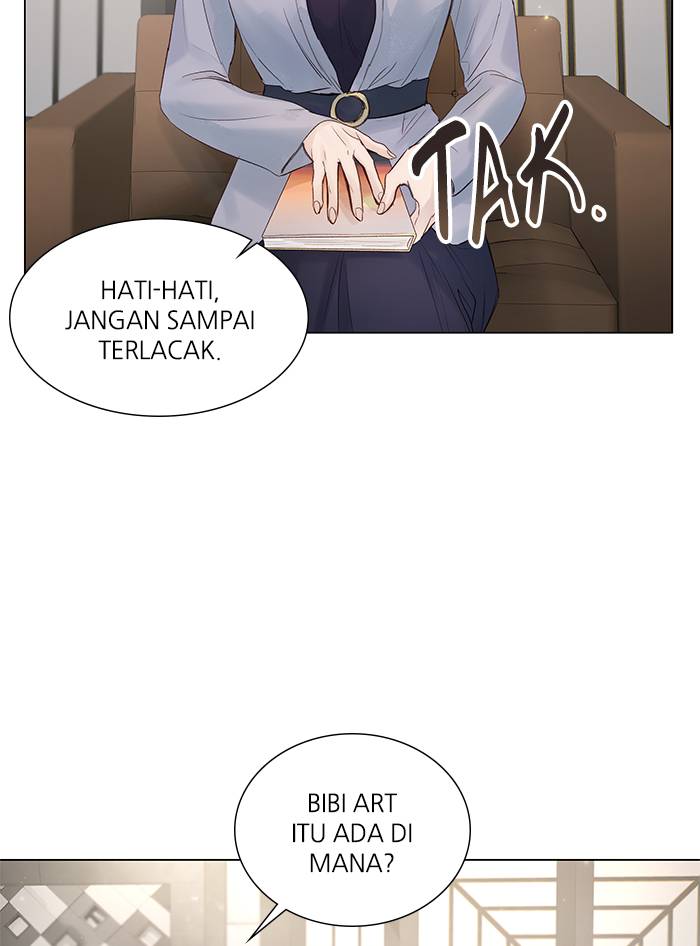 TAK.
HATI-HATI,
JANGAN SAMPAI
TERLACAK.
BIBI ART
ITU ADA DI
MANA?